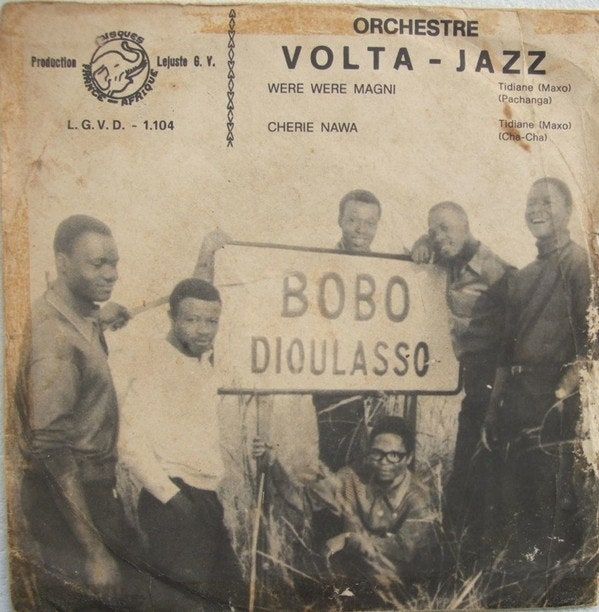 Production
DISQUES
FRANCE - AFRIQUE
Lejuste G. V.
L. G. V. D. - 1.104
ORCHESTRE
VOLTA - JAZZ
WERE WERE MAGNI
Tidiane (Maxo)
(Pachanga)
CHERIE NAWA
Tidiane (Maxo)
(Cha-Cha)
BOBO
DIOULASSO